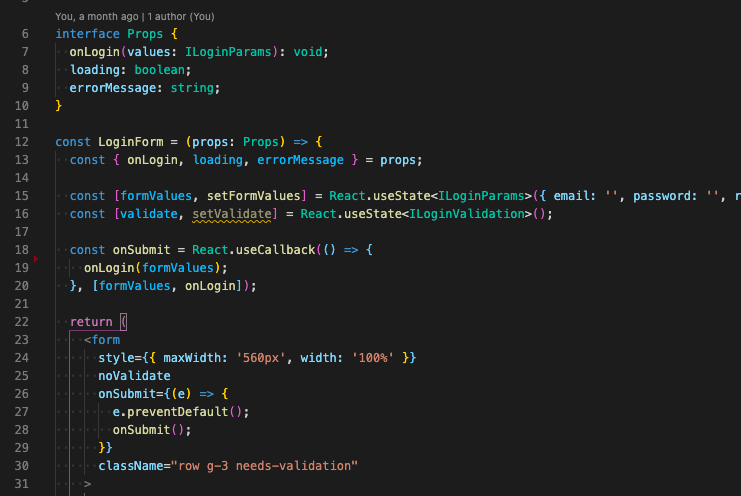 You, a month ago | 1 author (You)
6 interface Props {
7 onLogin(values: ILoginParams): void;
8 loading: boolean;
9 errorMessage: string;
10 }
11
12 const LoginForm = (props: Props) => {
13 const { onLogin, loading, errorMessage } = props;
14
15 const [formValues, setFormValues] = React.useState<ILoginParams>({ email: '', password: '', r
16 const [validate, setValidate] = React.useState<ILoginValidation>();
17
18 const onSubmit = React.useCallback(() => {
19 onLogin(formValues);
20 }, [formValues, onLogin]);
21
22 return (
23 <form
24 style={{ maxWidth: '560px', width: '100%' }}
25 noValidate
26 onSubmit={(e) => {
27 e.preventDefault();
28 onSubmit();
29 }}
30 className="row g-3 needs-validation"
31 >